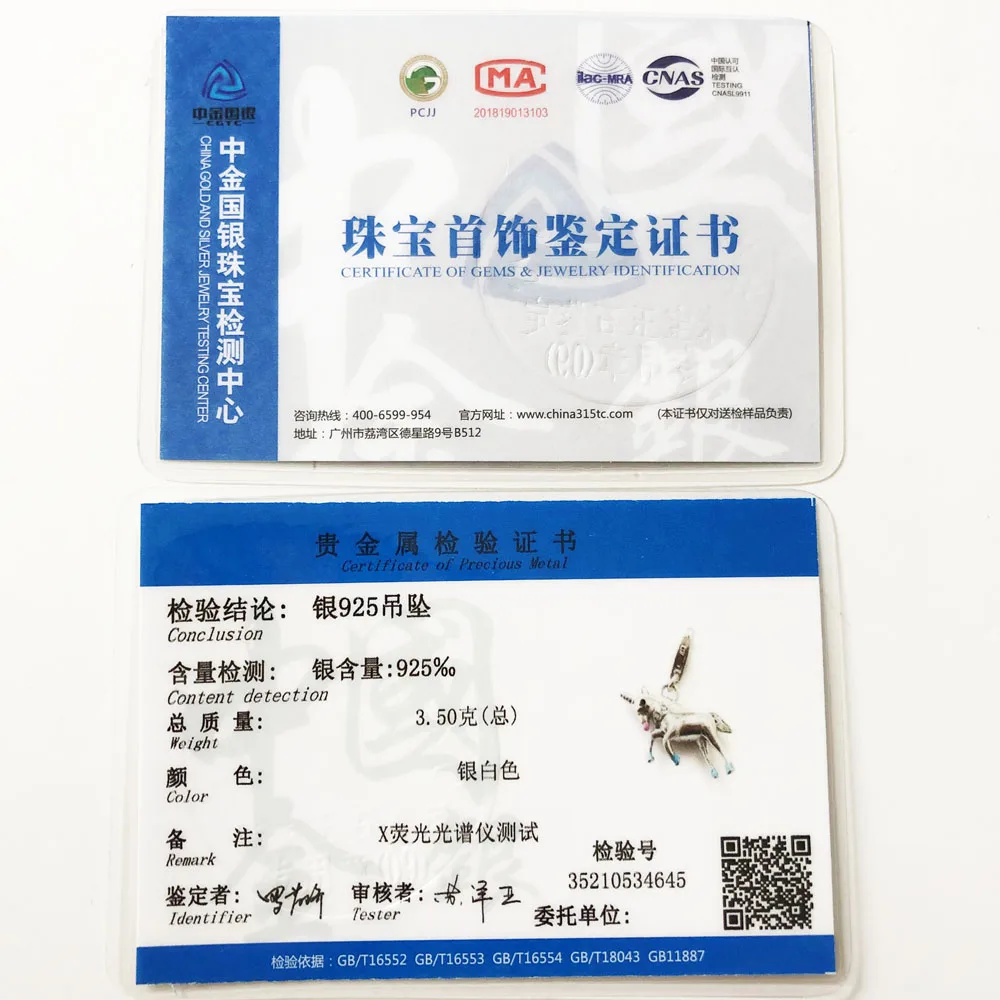 中金国银
CGTC
中金国银珠宝检测中心
CHINA GOLD AND SILVER JEWELRY TESTING CENTER
G
PCJJ
MA
201819013103
ilac-MRA
CNAS
中国认可
国际互认
检测
TESTING
CNASL9911
珠宝首饰鉴定证书
CERTIFICATE OF GEMS & JEWELRY IDENTIFICATION
咨询热线：400-6599-954 官方网址：www.china315tc.com (本证书仅对送检样品负责)
地址：广州市荔湾区德星路9号B512
贵金属检验证书
Certificate of Precious Metal
检验结论: 银925吊坠
Conclusion
含量检测: 银含量:925‰
Content detection
总质量: 3.50克(总)
Weight
颜色: 银白色
Color
备注: X荧光光谱仪测试
Remark
检验号
35210534645
鉴定者: 审核者:
Identifier Tester
委托单位:
检验依据：GB/T16552 GB/T16553 GB/T16554 GB/T18043 GB11887